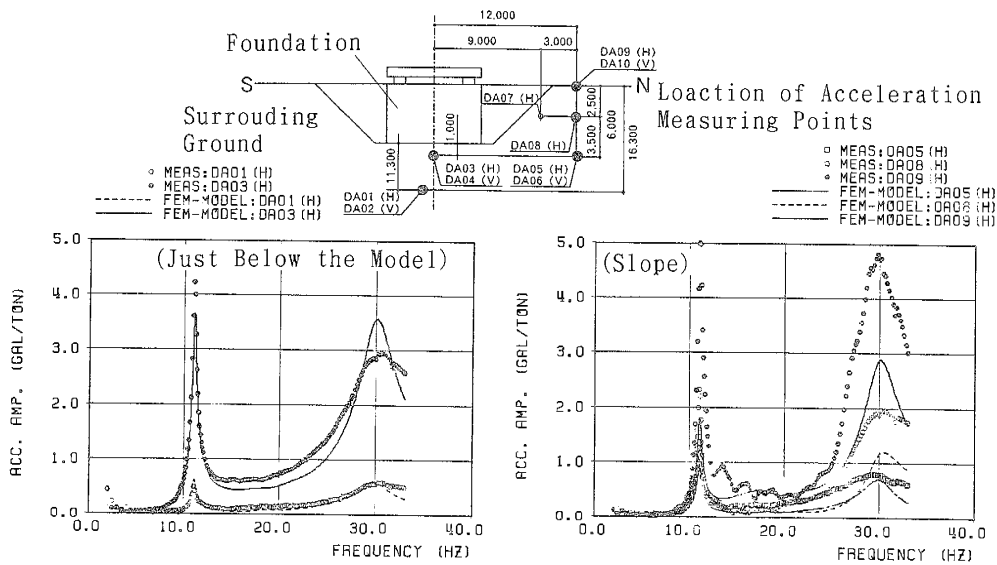 12,000
9,000
3,000
Foundation
DA09 (H)
DA10 (V)
S
N
DA07 (H)
2,500
Loaction of Acceleration
Measuring Points
Surrouding
Ground
1,000
6,000
16,300
DA08 (H)
3,500
11,300
DA03 (H)
DA04 (V)
DA05 (H)
DA06 (V)
DA01 (H)
DA02 (V)
MEAS:DA01 (H)
MEAS:DA03 (H)
FEM-MODEL:DA01 (H)
FEM-MODEL:DA03 (H)
MEAS:DA05 (H)
MEAS:DA08 (H)
MEAS:DA09 (H)
FEM-MODEL:DA05 (H)
FEM-MODEL:DA08 (H)
FEM-MODEL:DA09 (H)
(Just Below the Model)
ACC. AMP. (GAL/TON)
5.0
4.0
3.0
2.0
1.0
0.0
0.0 10.0 20.0 30.0 40.0
FREQUENCY (HZ)
(Slope)
ACC. AMP. (GAL/TON)
5.0
4.0
3.0
2.0
1.0
0.0
0.0 10.0 20.0 30.0 40.0
FREQUENCY (HZ)